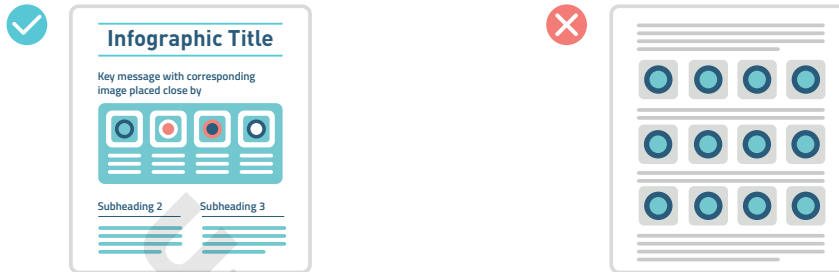 Infographic Title
Key message with corresponding
image placed close by
Subheading 2 Subheading 3